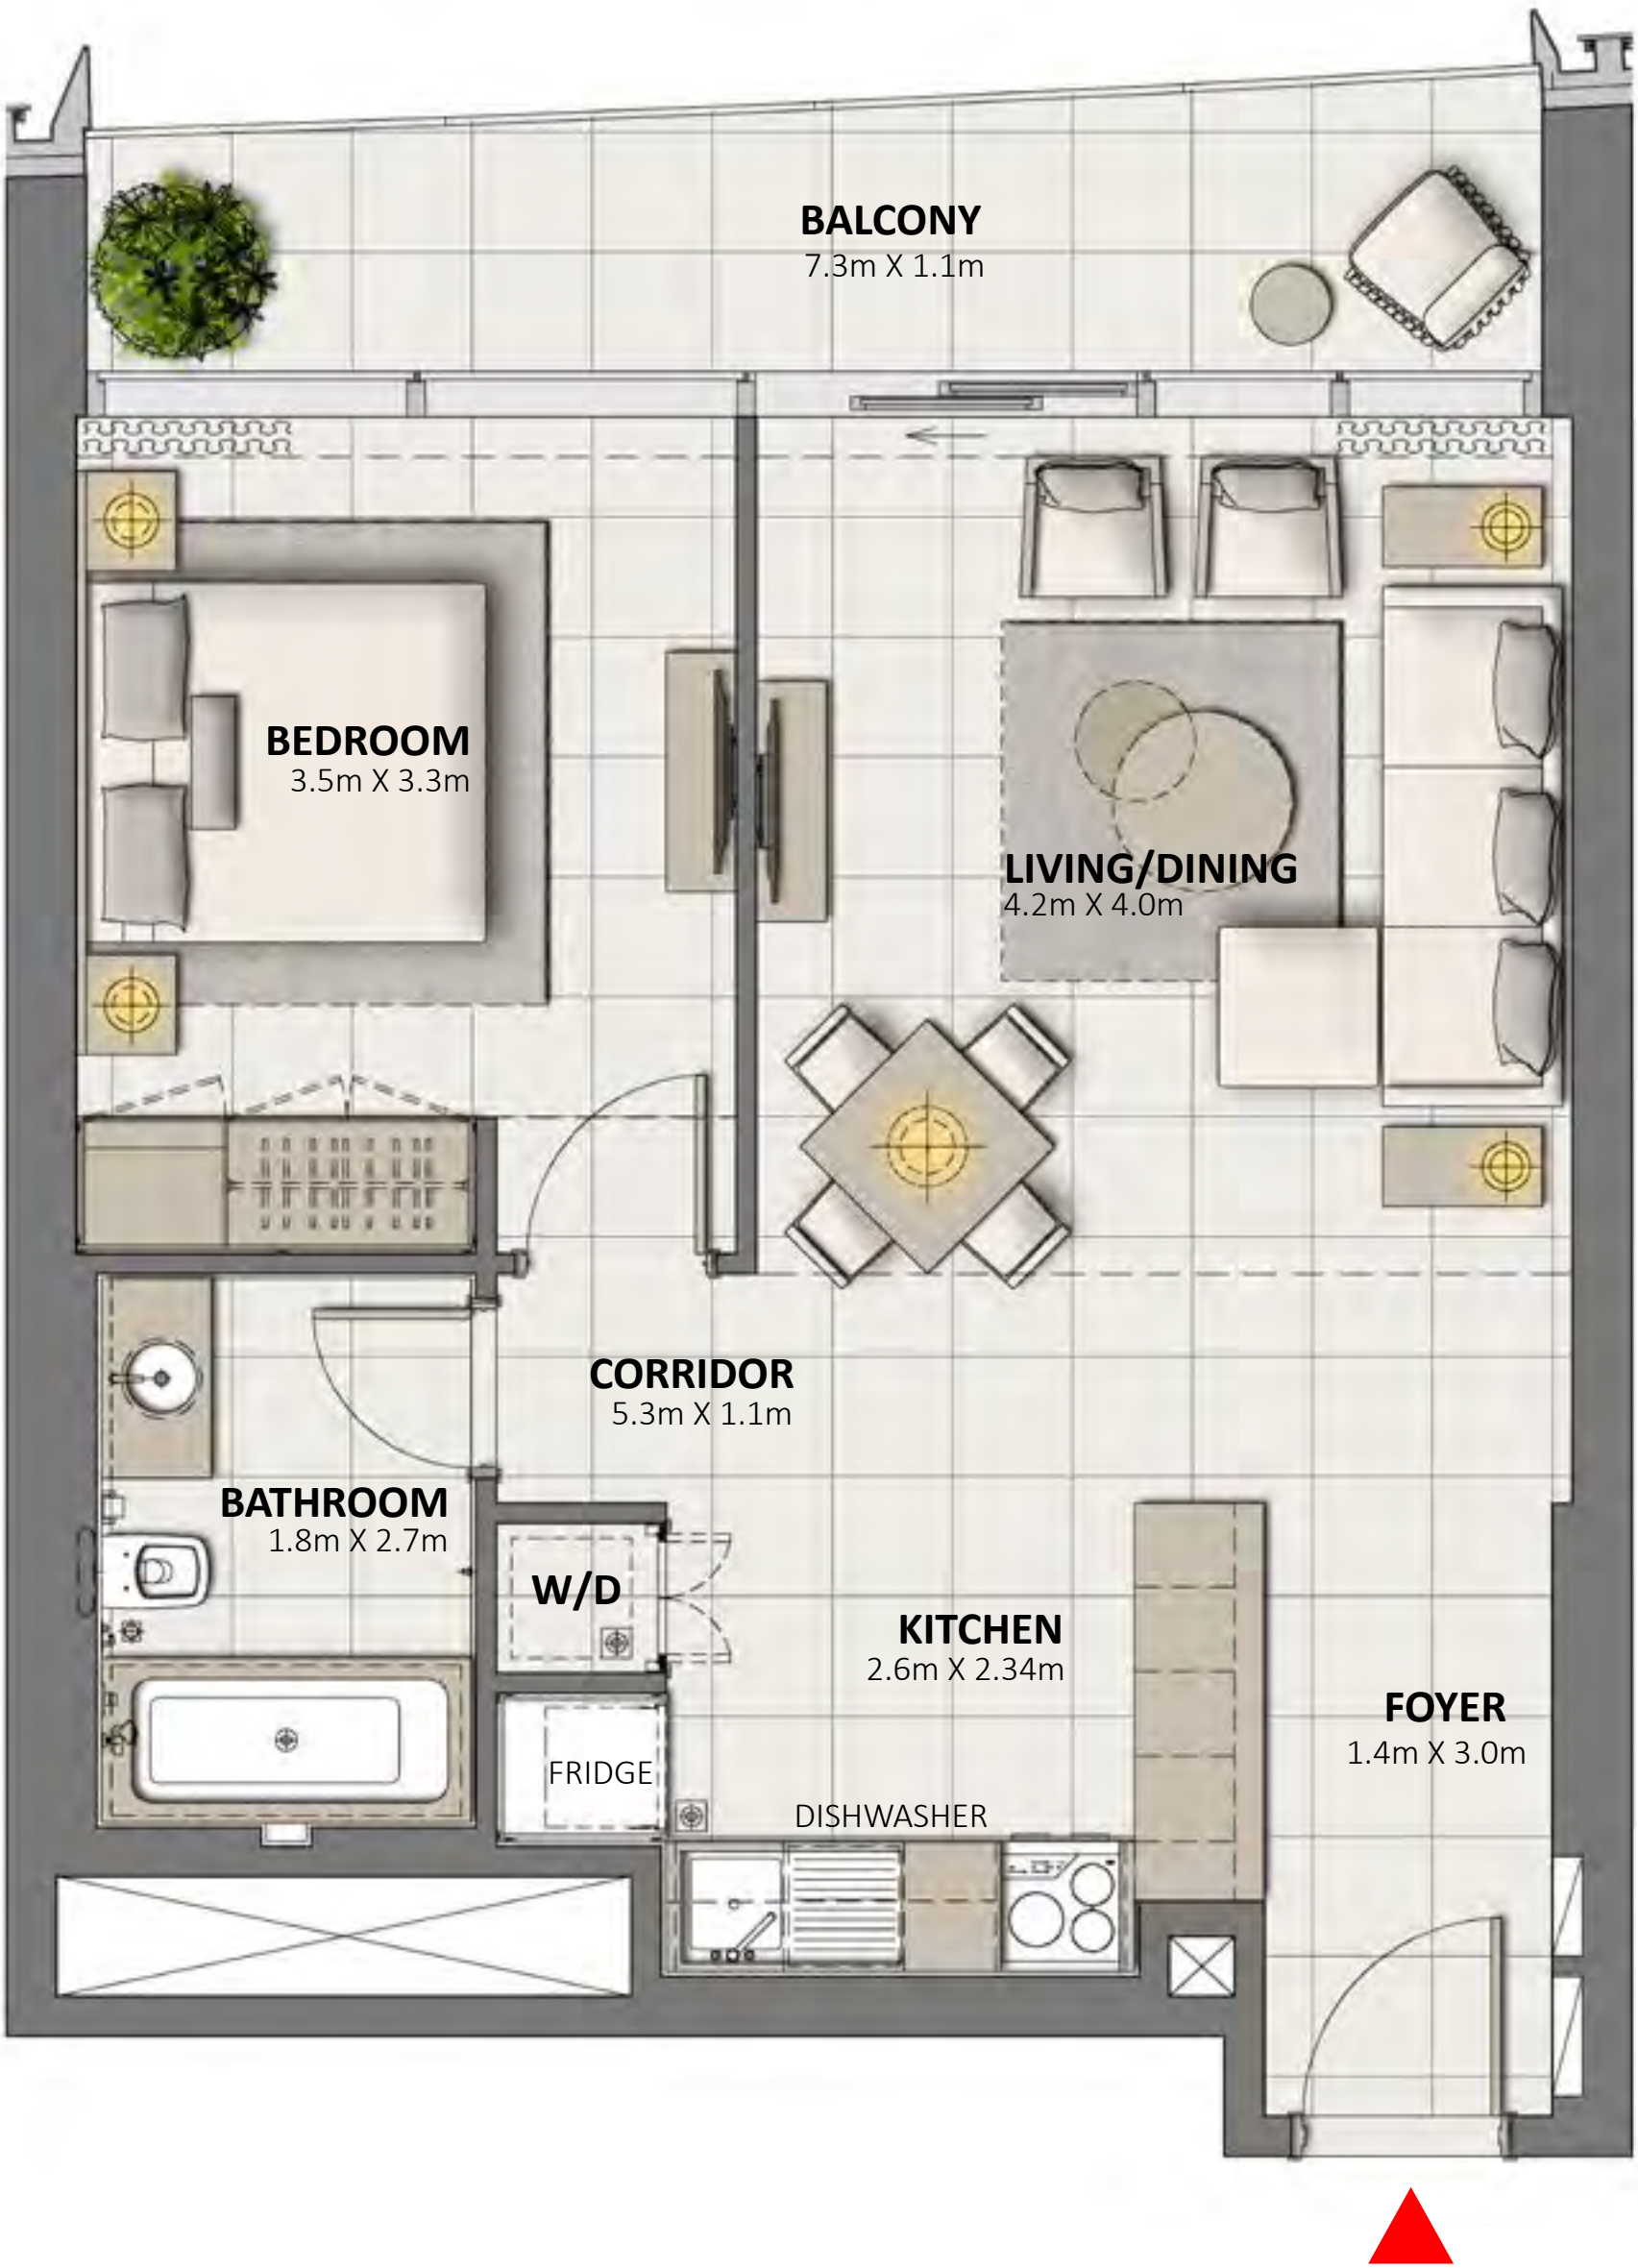 BALCONY
7.3m X 1.1m
BEDROOM
3.5m X 3.3m
LIVING/DINING
4.2m X 4.0m
CORRIDOR
5.3m X 1.1m
BATHROOM
1.8m X 2.7m
W/D
KITCHEN
2.6m X 2.34m
FOYER
1.4m X 3.0m
FRIDGE
DISHWASHER